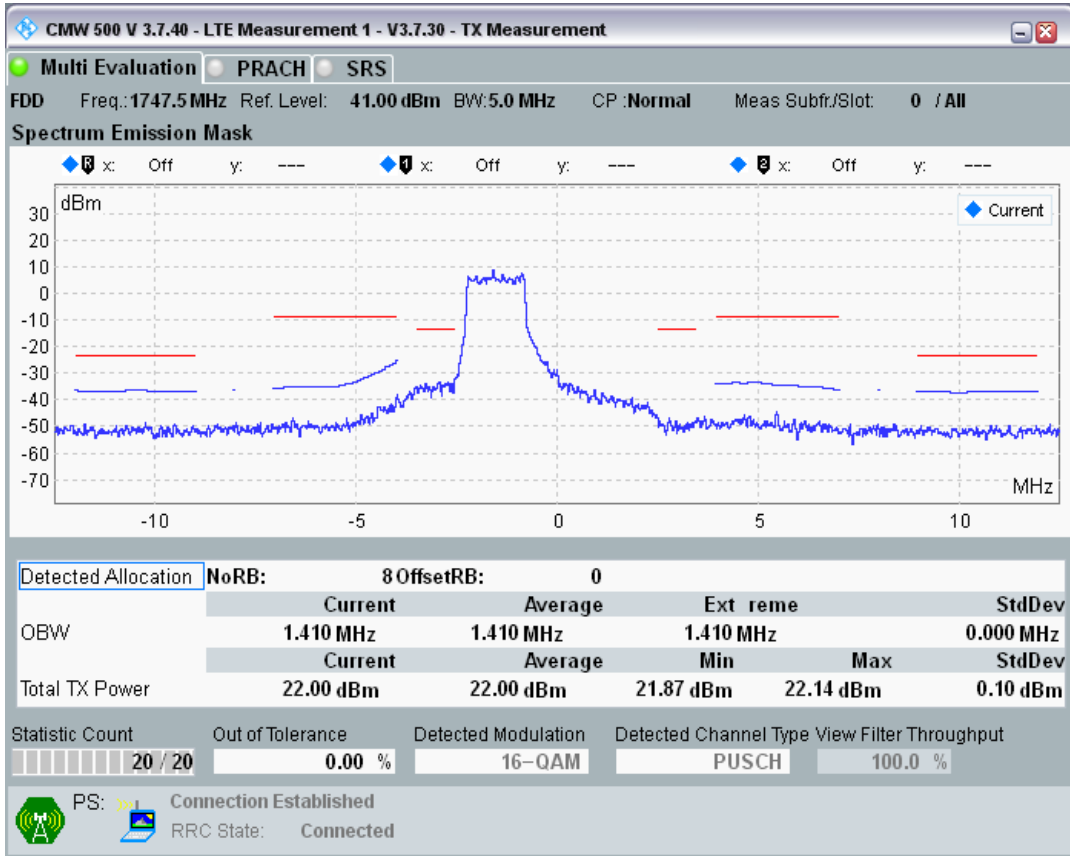 CMW 500 V 3.7.40 - LTE Measurement 1 - V3.7.30 - TX Measurement
Multi Evaluation PRACH SRS
FDD Freq.:1747.5 MHz Ref. Level: 41.00 dBm BW:5.0 MHz CP :Normal Meas Subfr./Slot: 0 / All
Spectrum Emission Mask
R x: Off y: --- 1 x: Off y: --- 2 x: Off y: ---
dBm
Current
30
20
10
0
-10
-20
-30
-40
-50
-60
-70
MHz
-10 -5 0 5 10
Detected Allocation NoRB: 8 OffsetRB: 0
Current Average Ext reme StdDev
OBW 1.410 MHz 1.410 MHz 1.410 MHz 0.000 MHz
Current Average Min Max StdDev
Total TX Power 22.00 dBm 22.00 dBm 21.87 dBm 22.14 dBm 0.10 dBm
Statistic Count Out of Tolerance Detected Modulation Detected Channel Type View Filter Throughput
20 / 20 0.00 % 16-QAM PUSCH 100.0 %
PS: Connection Established
RRC State: Connected